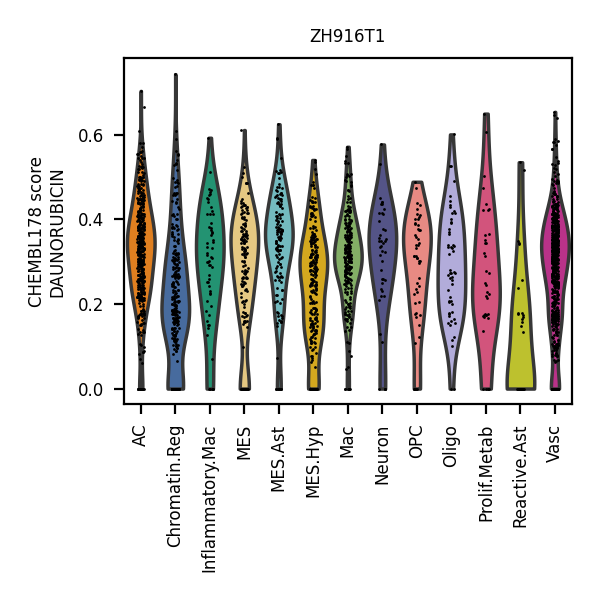 ZH916T1
CHEMBL178 score
DAUNORUBICIN
0.6
0.4
0.2
0.0
AC
Chromatin.Reg
Inflammatory.Mac
MES
MES.Ast
MES.Hyp
Mac
Neuron
OPC
Oligo
Prolif.Metab
Reactive.Ast
Vasc